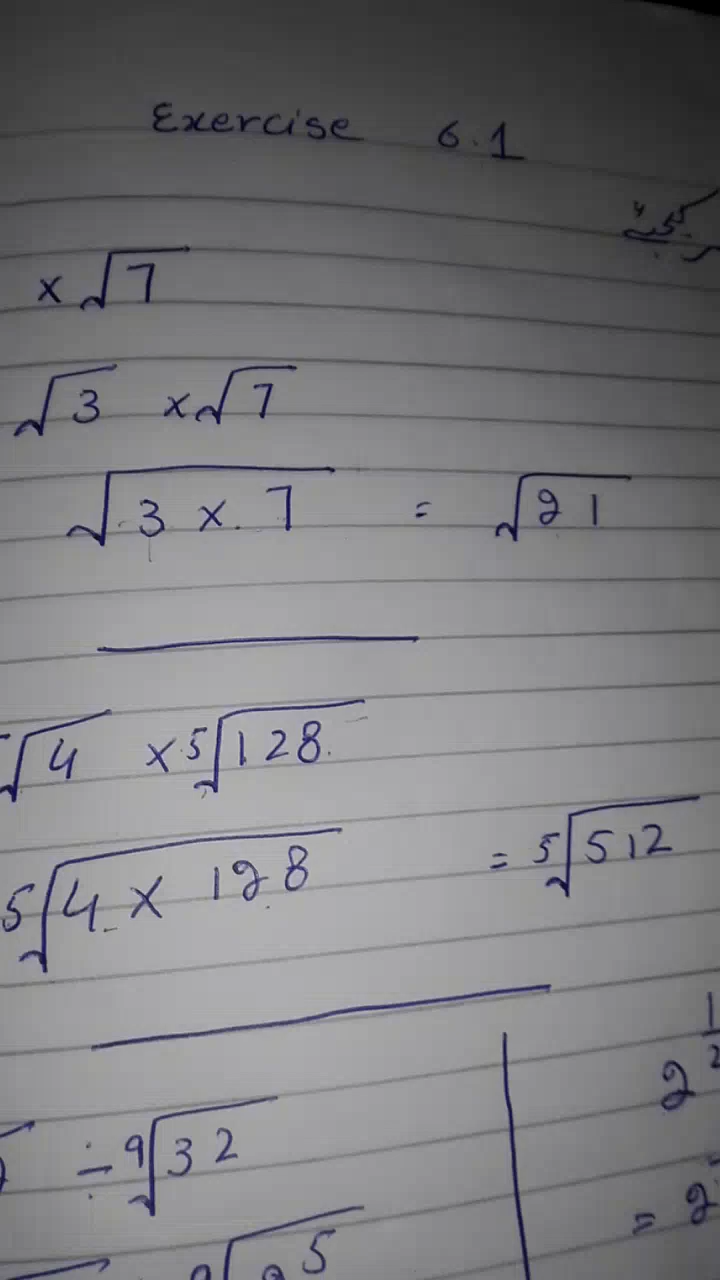 Exercise 6.1
× √7
√3 × √7
√(3 × 7) = √21
√4 × ⁵√128
⁵√(4 × 128) = ⁵√512
÷ ⁹√32